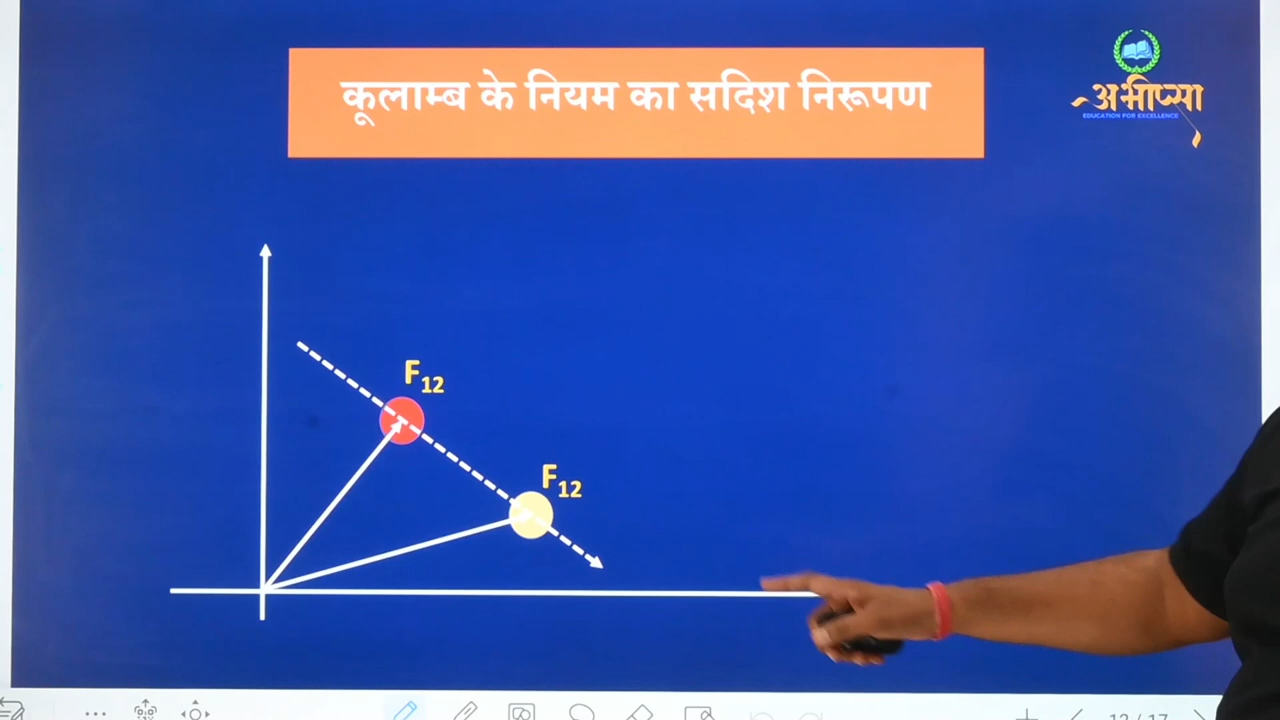 कूलाम्ब के नियम का सदिश निरूपण
अभीप्सा
EDUCATION FOR EXCELLENCE
F₁₂
F₁₂